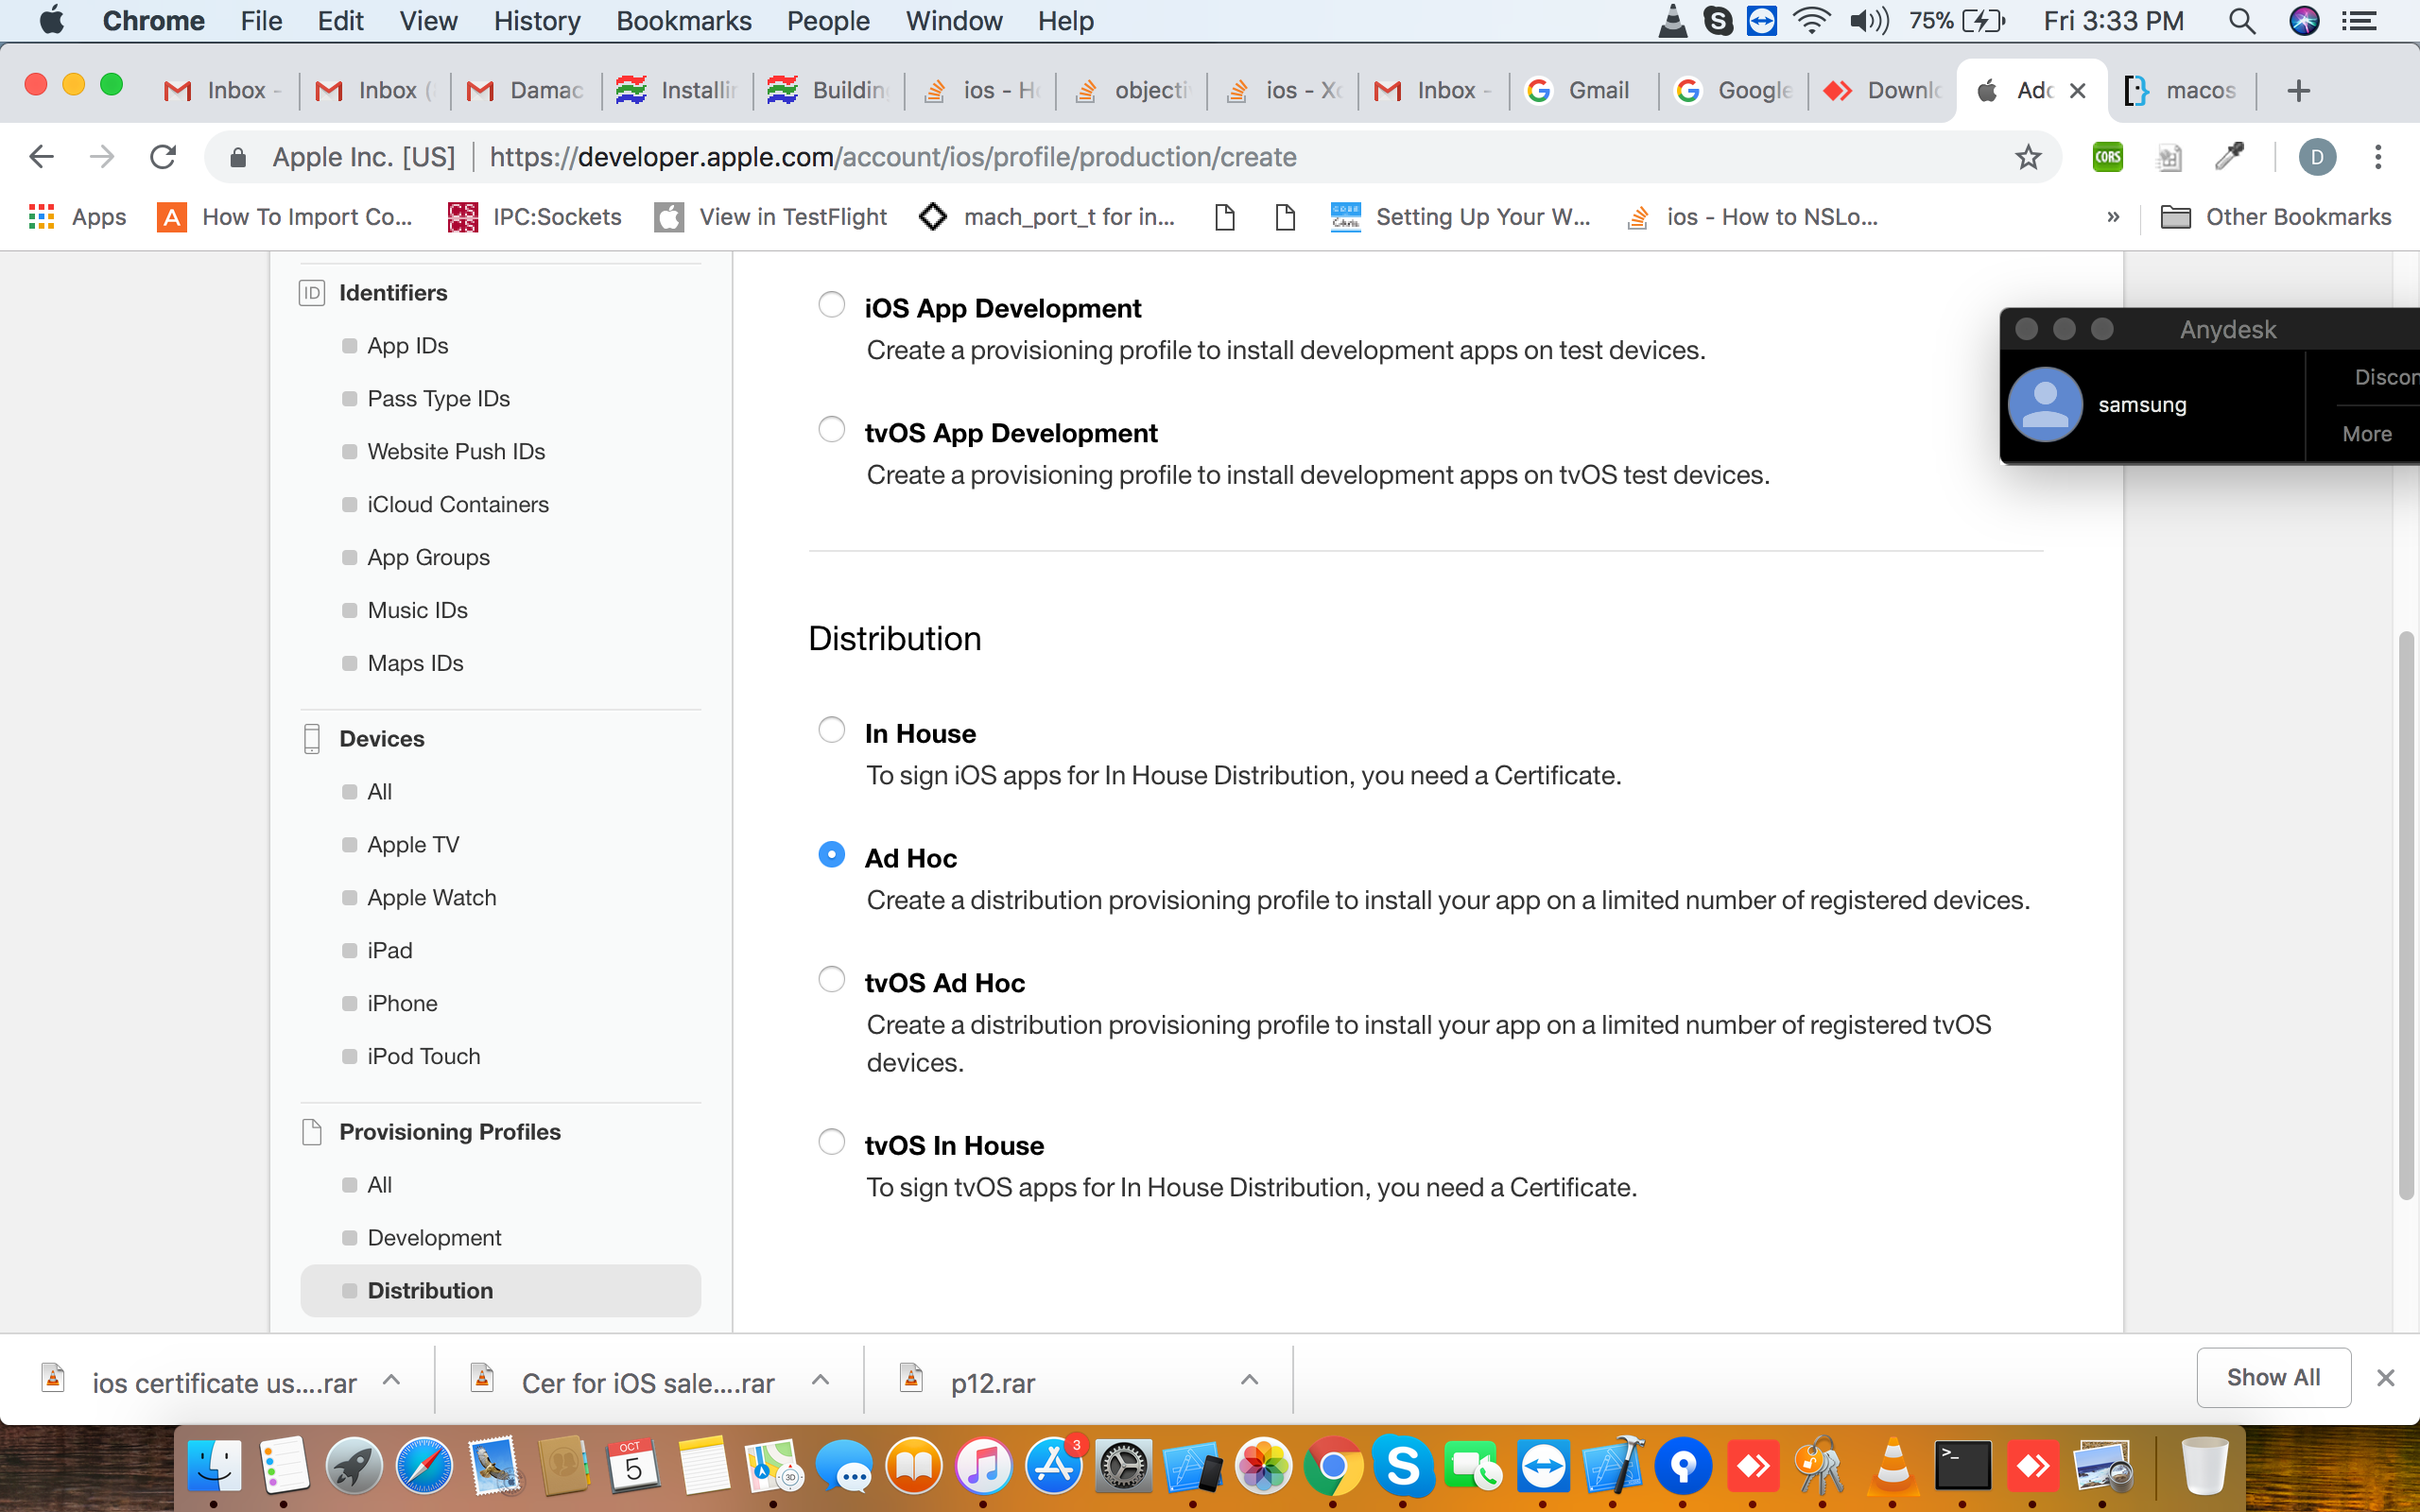 Chrome File Edit View History Bookmarks People Window Help
75% Fri 3:33 PM
Inbox - Inbox ( Damac Installin Building ios - Ho objecti ios - Xc Inbox - Gmail Google Downlo Add macos
Apple Inc. [US] https://developer.apple.com/account/ios/profile/production/create
CORS
D
Apps How To Import Co... IPC:Sockets View in TestFlight mach_port_t for in... Setting Up Your W... ios - How to NSLo... » Other Bookmarks
ID Identifiers
App IDs
Pass Type IDs
Website Push IDs
iCloud Containers
App Groups
Music IDs
Maps IDs
Devices
All
Apple TV
Apple Watch
iPad
iPhone
iPod Touch
Provisioning Profiles
All
Development
Distribution
iOS App Development
Create a provisioning profile to install development apps on test devices.
tvOS App Development
Create a provisioning profile to install development apps on tvOS test devices.
Distribution
In House
To sign iOS apps for In House Distribution, you need a Certificate.
Ad Hoc
Create a distribution provisioning profile to install your app on a limited number of registered devices.
tvOS Ad Hoc
Create a distribution provisioning profile to install your app on a limited number of registered tvOS
devices.
tvOS In House
To sign tvOS apps for In House Distribution, you need a Certificate.
Anydesk
samsung
Discon
More
ios certificate us....rar
Cer for iOS sale....rar
p12.rar
Show All
OCT
5
3D
3